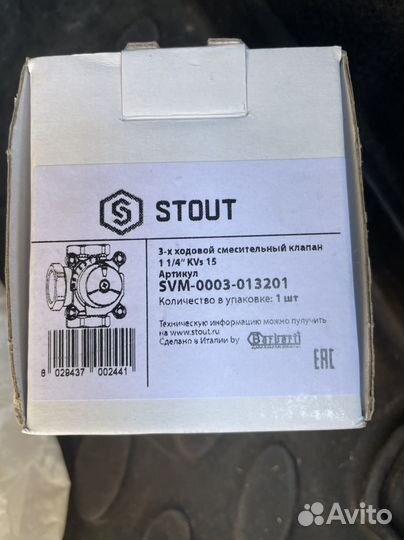 STOUT
3-х ходовой смесительный клапан
1 1/4" KVs 15
Артикул
SVM-0003-013201
Количество в упаковке: 1 шт
Техническую информацию можно получить
на www.stout.ru
Сделано в Италии by Barberi
8 028437 002441
EAC
Avito